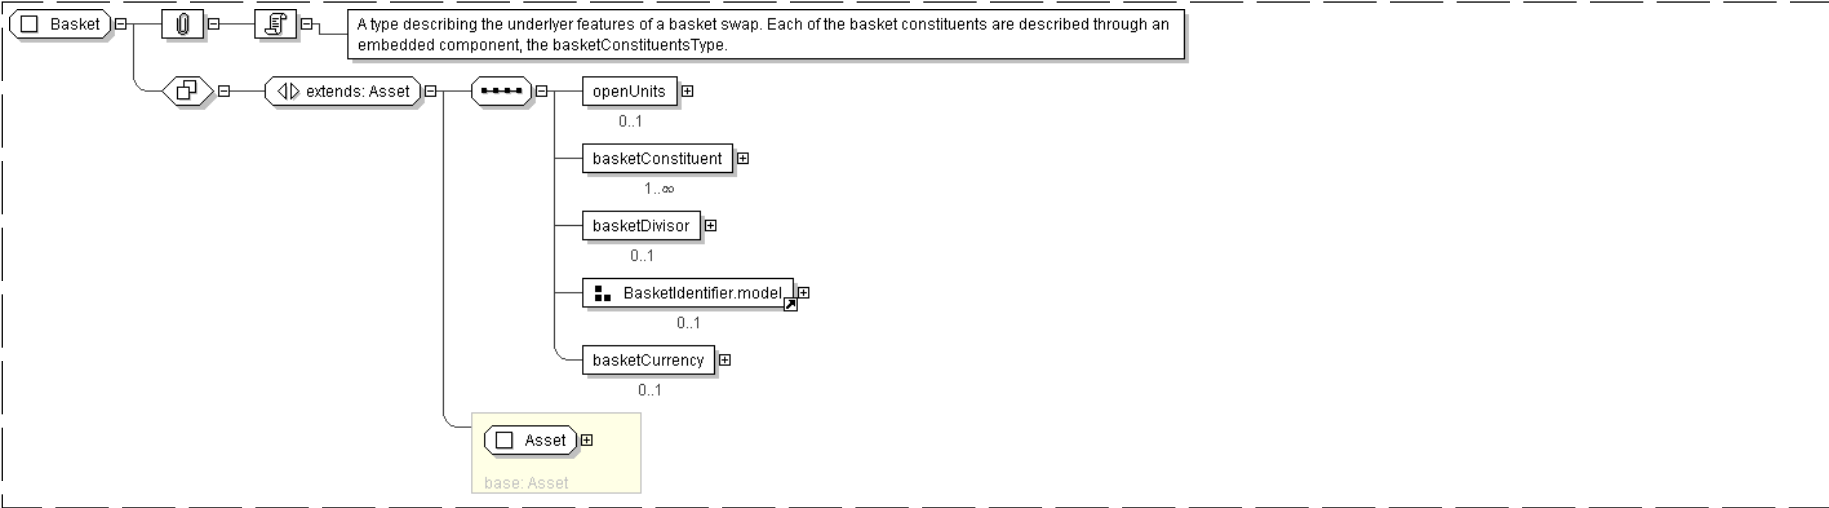 Basket
A type describing the underlyer features of a basket swap. Each of the basket constituents are described through an
embedded component, the basketConstituentsType.
extends: Asset
openUnits
0..1
basketConstituent
1..∞
basketDivisor
0..1
BasketIdentifier.model
0..1
basketCurrency
0..1
Asset
base: Asset